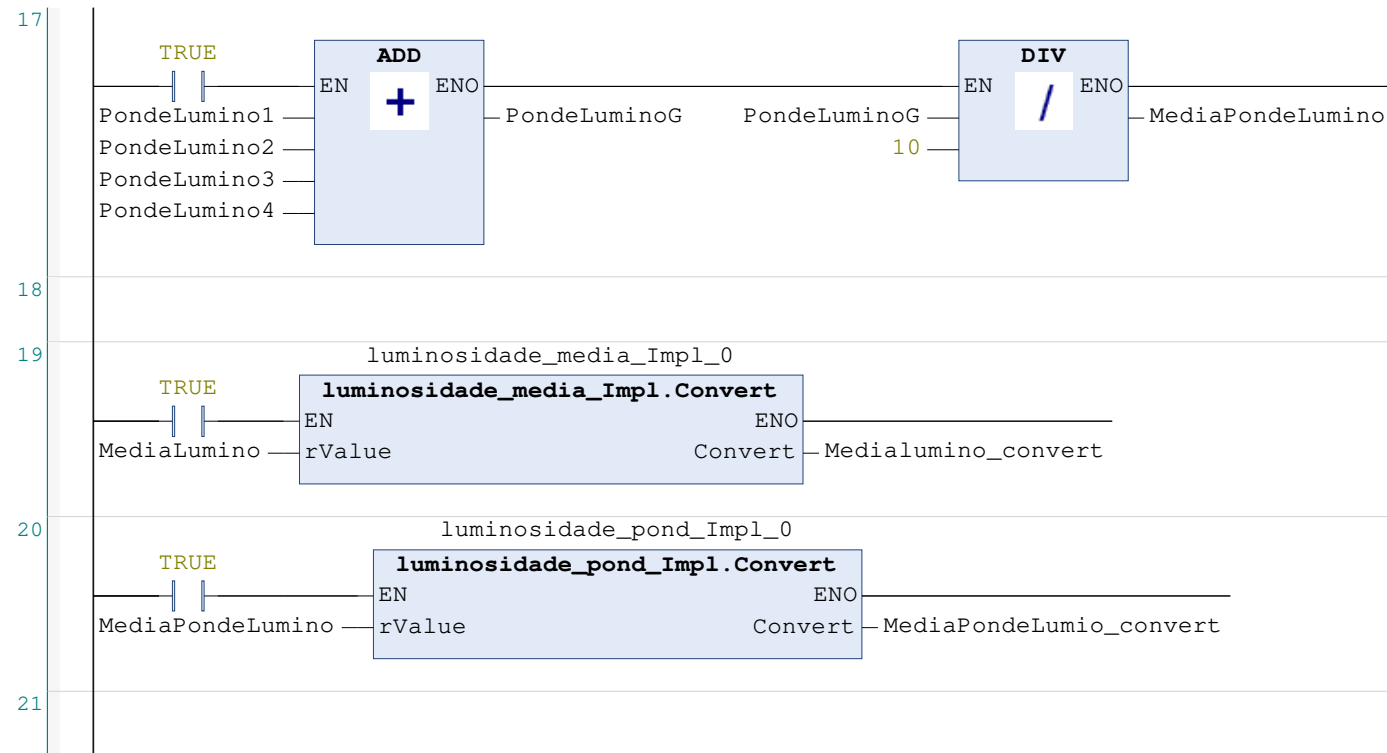 17
TRUE
ADD
DIV
EN
ENO
EN
ENO
PondeLumino1
+
PondeLuminoG
PondeLuminoG
/
MediaPondeLumino
PondeLumino2
10
PondeLumino3
PondeLumino4
18
19
luminosidade_media_Impl_0
TRUE
luminosidade_media_Impl.Convert
EN
ENO
MediaLumino
rValue
Convert
Medialumino_convert
20
luminosidade_pond_Impl_0
TRUE
luminosidade_pond_Impl.Convert
EN
ENO
MediaPondeLumino
rValue
Convert
MediaPondeLumio_convert
21